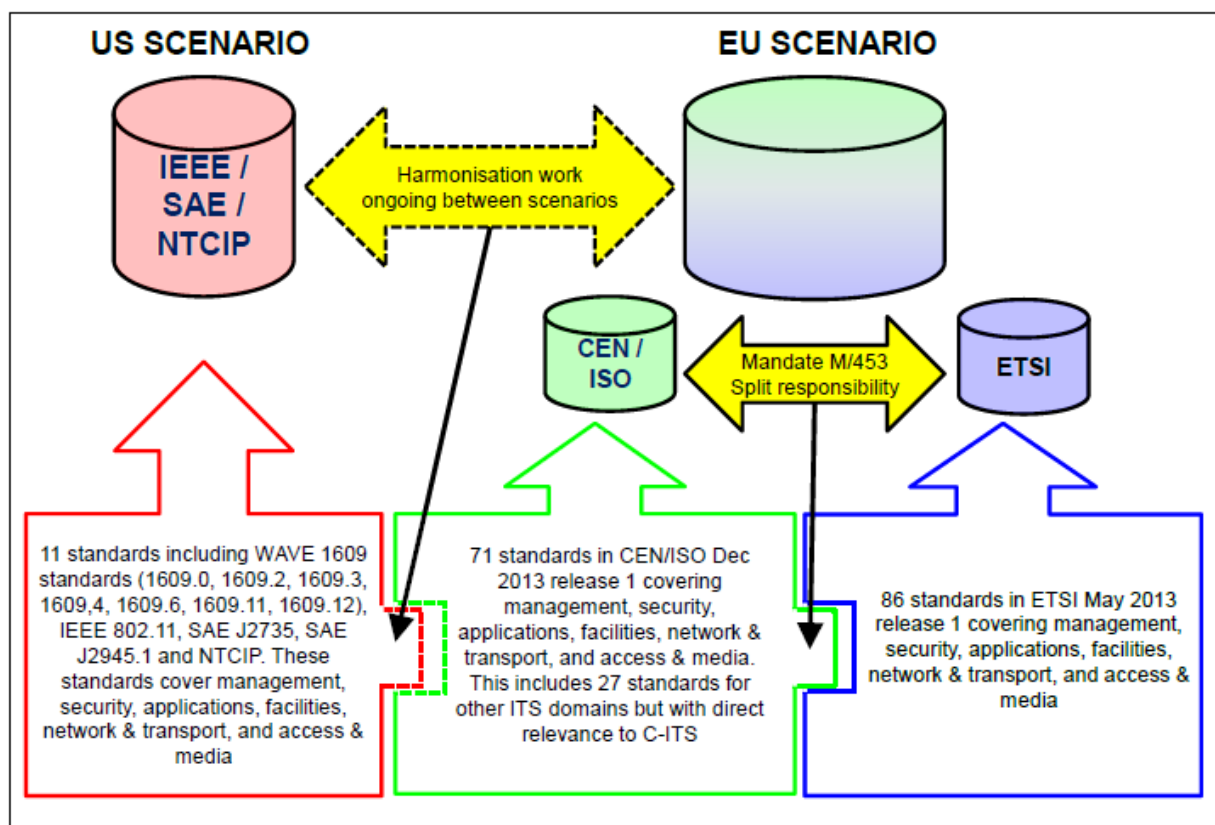 US SCENARIO
EU SCENARIO
IEEE /
SAE /
NTCIP
Harmonisation work
ongoing between scenarios
CEN /
ISO
Mandate M/453
Split responsibility
ETSI
11 standards including WAVE 1609
standards (1609.0, 1609.2, 1609.3,
1609,4, 1609.6, 1609.11, 1609.12),
IEEE 802.11, SAE J2735, SAE
J2945.1 and NTCIP. These
standards cover management,
security, applications, facilities,
network & transport, and access &
media
71 standards in CEN/ISO Dec
2013 release 1 covering
management, security,
applications, facilities, network &
transport, and access & media.
This includes 27 standards for
other ITS domains but with direct
relevance to C-ITS
86 standards in ETSI May 2013
release 1 covering management,
security, applications, facilities,
network & transport, and access &
media